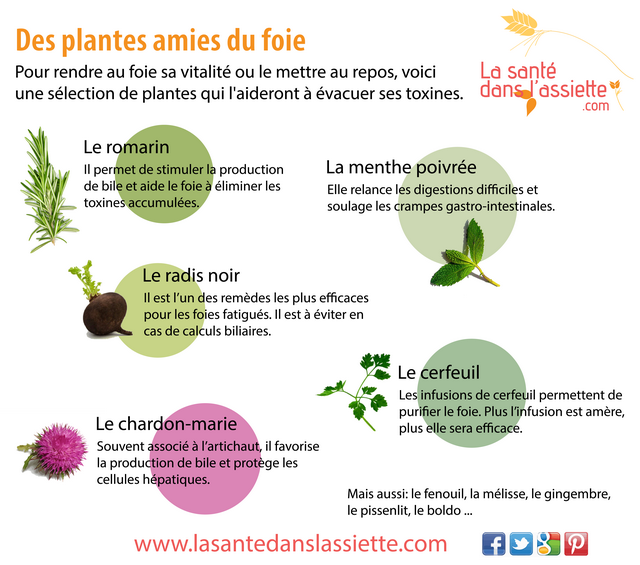 Des plantes amies du foie
Pour rendre au foie sa vitalité ou le mettre au repos, voici
une sélection de plantes qui l'aideront à évacuer ses toxines.
La santé
dans l'assiette
.com
Le romarin
Il permet de stimuler la production
de bile et aide le foie à éliminer les
toxines accumulées.
La menthe poivrée
Elle relance les digestions difficiles et
soulage les crampes gastro-intestinales.
Le radis noir
Il est l'un des remèdes les plus efficaces
pour les foies fatigués. Il est à éviter en
cas de calculs biliaires.
Le cerfeuil
Les infusions de cerfeuil permettent de
purifier le foie. Plus l'infusion est amère,
plus elle sera efficace.
Le chardon-marie
Souvent associé à l'artichaut, il favorise
la production de bile et protège les
cellules hépatiques.
Mais aussi: le fenouil, la mélisse, le gingembre,
le pissenlit, le boldo ...
www.lasantedanslassiette.com